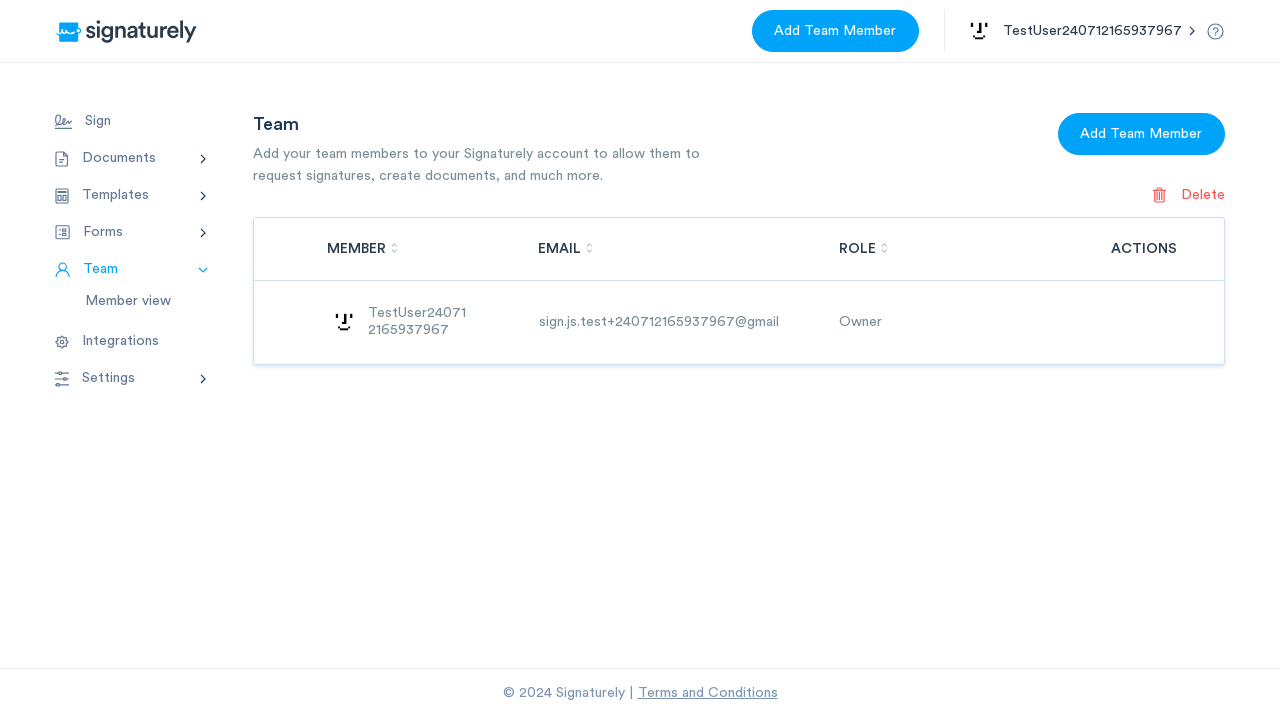 signaturely
Add Team Member
TestUser240712165937967
Sign
Documents
Templates
Forms
Team
Member view
Integrations
Settings
Team
Add your team members to your Signaturely account to allow them to
request signatures, create documents, and much more.
Add Team Member
Delete
MEMBER EMAIL ROLE ACTIONS
TestUser24071
2165937967
sign.js.test+240712165937967@gmail
Owner
© 2024 Signaturely | Terms and Conditions